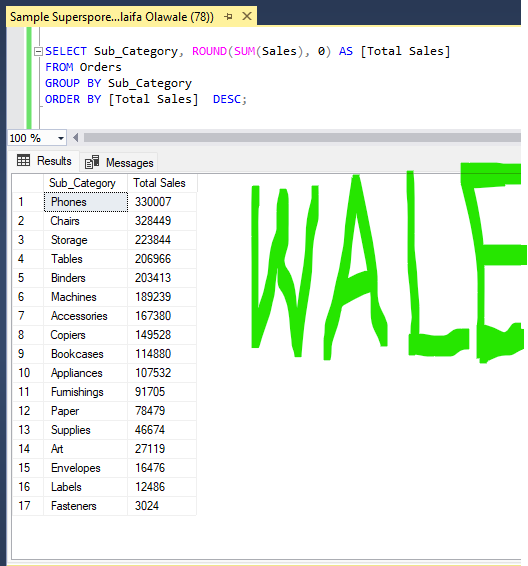 Sample Superspore...laifa Olawale (78))
SELECT Sub_Category, ROUND(SUM(Sales), 0) AS [Total Sales]
FROM Orders
GROUP BY Sub_Category
ORDER BY [Total Sales]  DESC;
100 %
Results Messages
Sub_Category Total Sales
1 Phones 330007
2 Chairs 328449
3 Storage 223844
4 Tables 206966
5 Binders 203413
6 Machines 189239
7 Accessories 167380
8 Copiers 149528
9 Bookcases 114880
10 Appliances 107532
11 Furnishings 91705
12 Paper 78479
13 Supplies 46674
14 Art 27119
15 Envelopes 16476
16 Labels 12486
17 Fasteners 3024
WALE